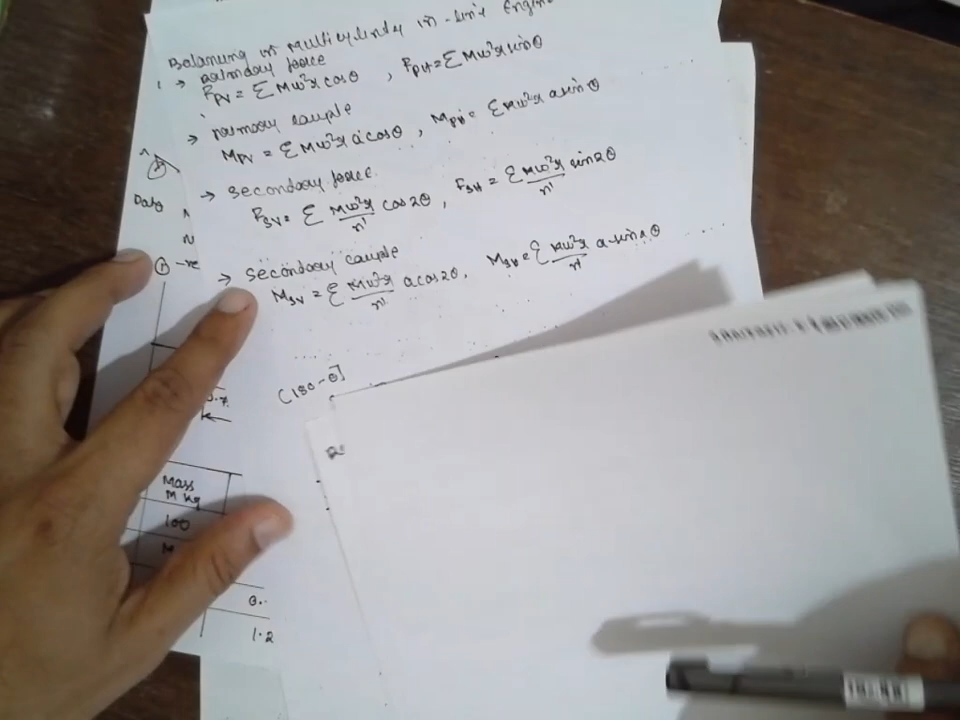 Balancing in Multicylinder in-line Engine
→ primary force
F_PV = Σ Mω²r cosθ , F_PH = Σ Mω²r sinθ
→ primary couple
M_PV = Σ Mω²r a cosθ , M_PH = Σ Mω²r a sinθ
→ Secondary force
F_SV = Σ Mω²r/n cos2θ , F_SH = Σ Mω²r/n sin2θ
→ Secondary couple
M_SV = Σ Mω²r/n a cos2θ, M_SH = Σ Mω²r/n a sin2θ
[180-θ]
Mass
M kg
100
M
0.
1.2